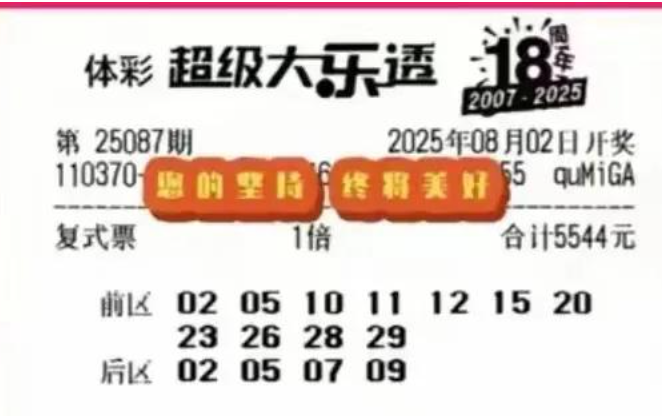 体彩 超级大乐透 18周年
2007-2025
第 25087期 2025年08月02日开奖
110370- 6 55 quMiGA
您的坚持 终将美好
复式票 1倍 合计5544元
前区 02 05 10 11 12 15 20
23 26 28 29
后区 02 05 07 09